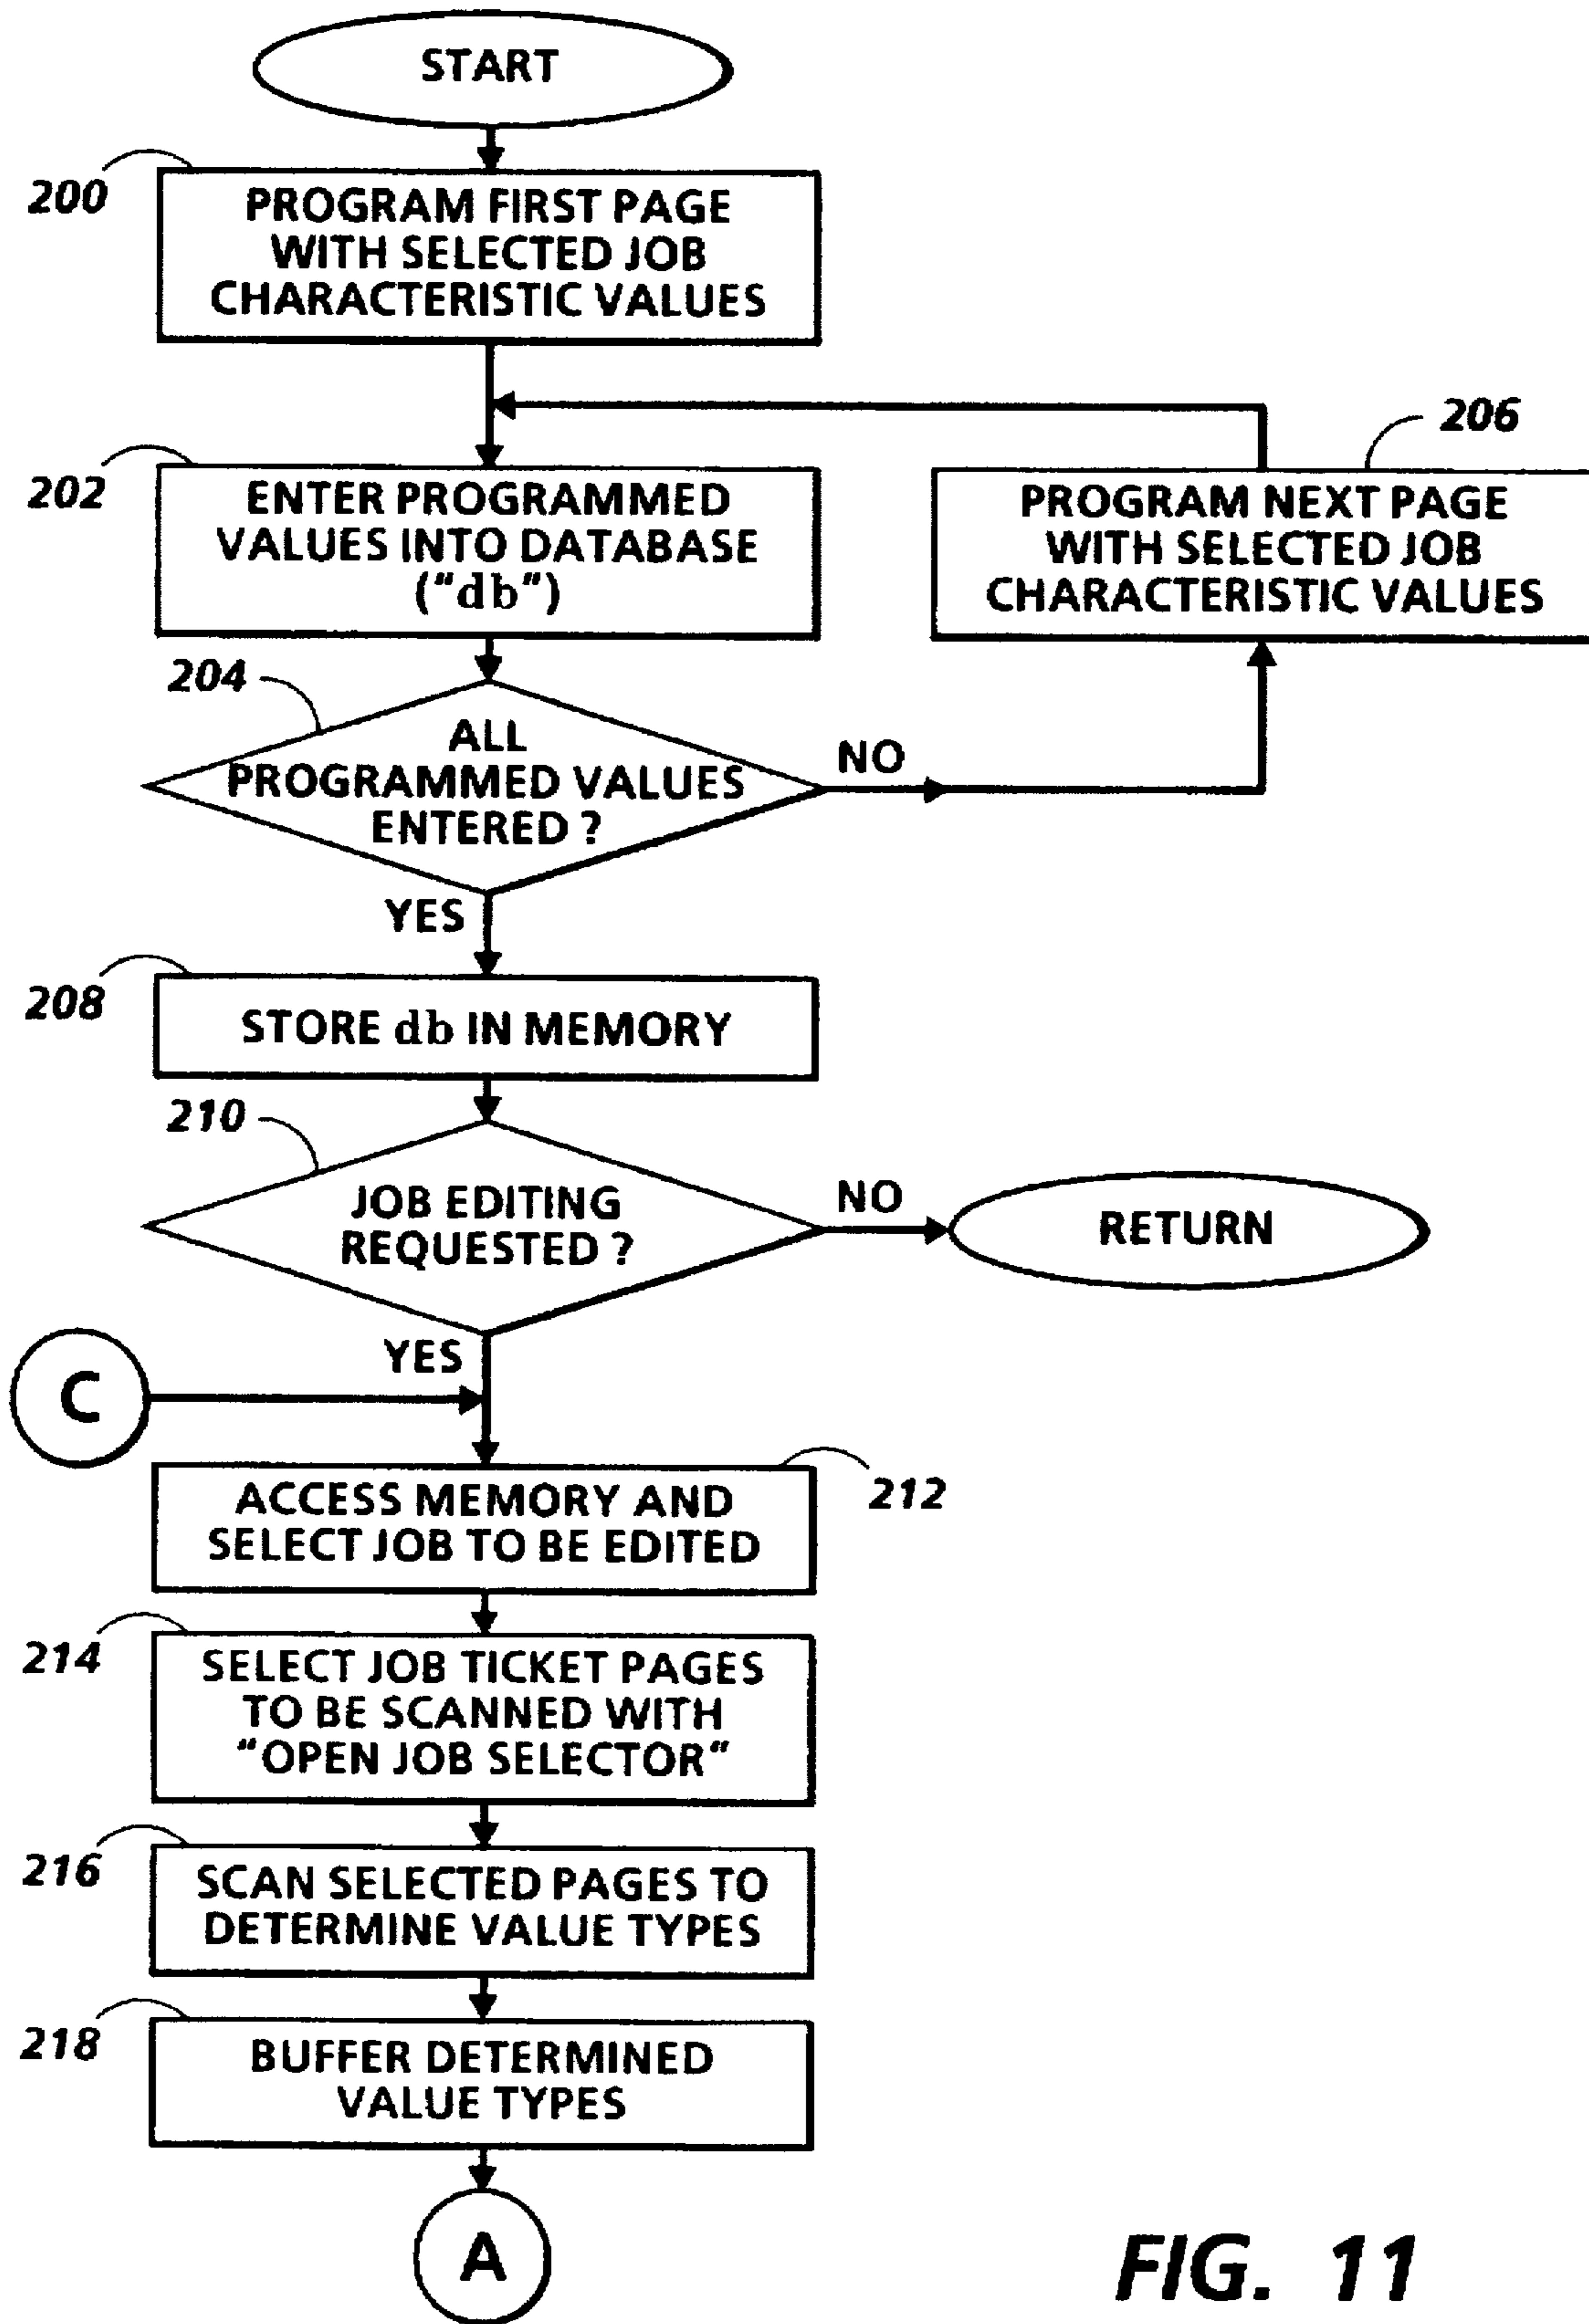 START
200
PROGRAM FIRST PAGE
WITH SELECTED JOB
CHARACTERISTIC VALUES
206
202
ENTER PROGRAMMED
VALUES INTO DATABASE
("db")
PROGRAM NEXT PAGE
WITH SELECTED JOB
CHARACTERISTIC VALUES
204
ALL
PROGRAMMED VALUES
ENTERED ?
NO
YES
208
STORE db IN MEMORY
210
JOB EDITING
REQUESTED ?
NO
RETURN
YES
C
212
ACCESS MEMORY AND
SELECT JOB TO BE EDITED
214
SELECT JOB TICKET PAGES
TO BE SCANNED WITH
"OPEN JOB SELECTOR"
216
SCAN SELECTED PAGES TO
DETERMINE VALUE TYPES
218
BUFFER DETERMINED
VALUE TYPES
A
FIG. 11